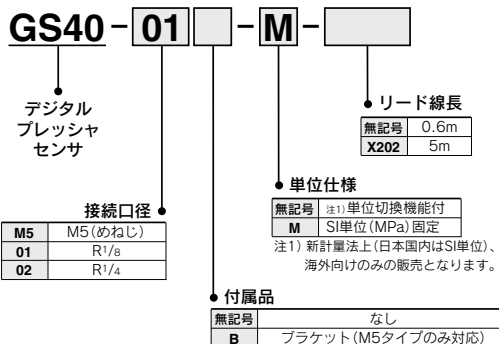 GS40-01 -M-
デジタル
プレッシャ
センサ
リード線長
無記号 0.6m
X202 5m
単位仕様
無記号 注1)単位切換機能付
M SI単位(MPa)固定
注1) 新計量法上(日本国内はSI単位)、
海外向けのみの販売となります。
接続口径
M5 M5(めねじ)
01 R1/8
02 R1/4
付属品
無記号 なし
B ブラケット(M5タイプのみ対応)